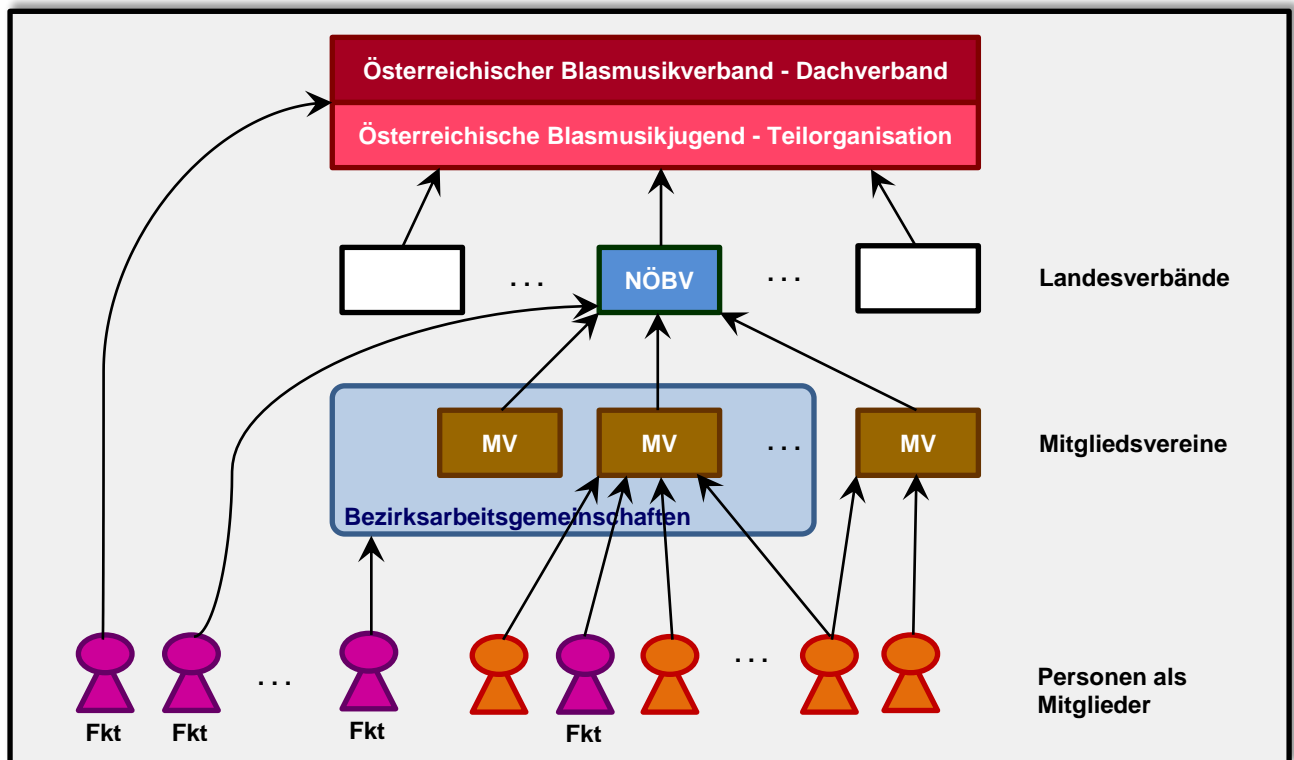 Österreichischer Blasmusikverband - Dachverband
Österreichische Blasmusikjugend - Teilorganisation
. . .
NÖBV
. . .
Landesverbände
MV
MV
. . .
MV
Mitgliedsvereine
Bezirksarbeitsgemeinschaften
. . .
. . .
Personen als
Mitglieder
Fkt
Fkt
Fkt
Fkt